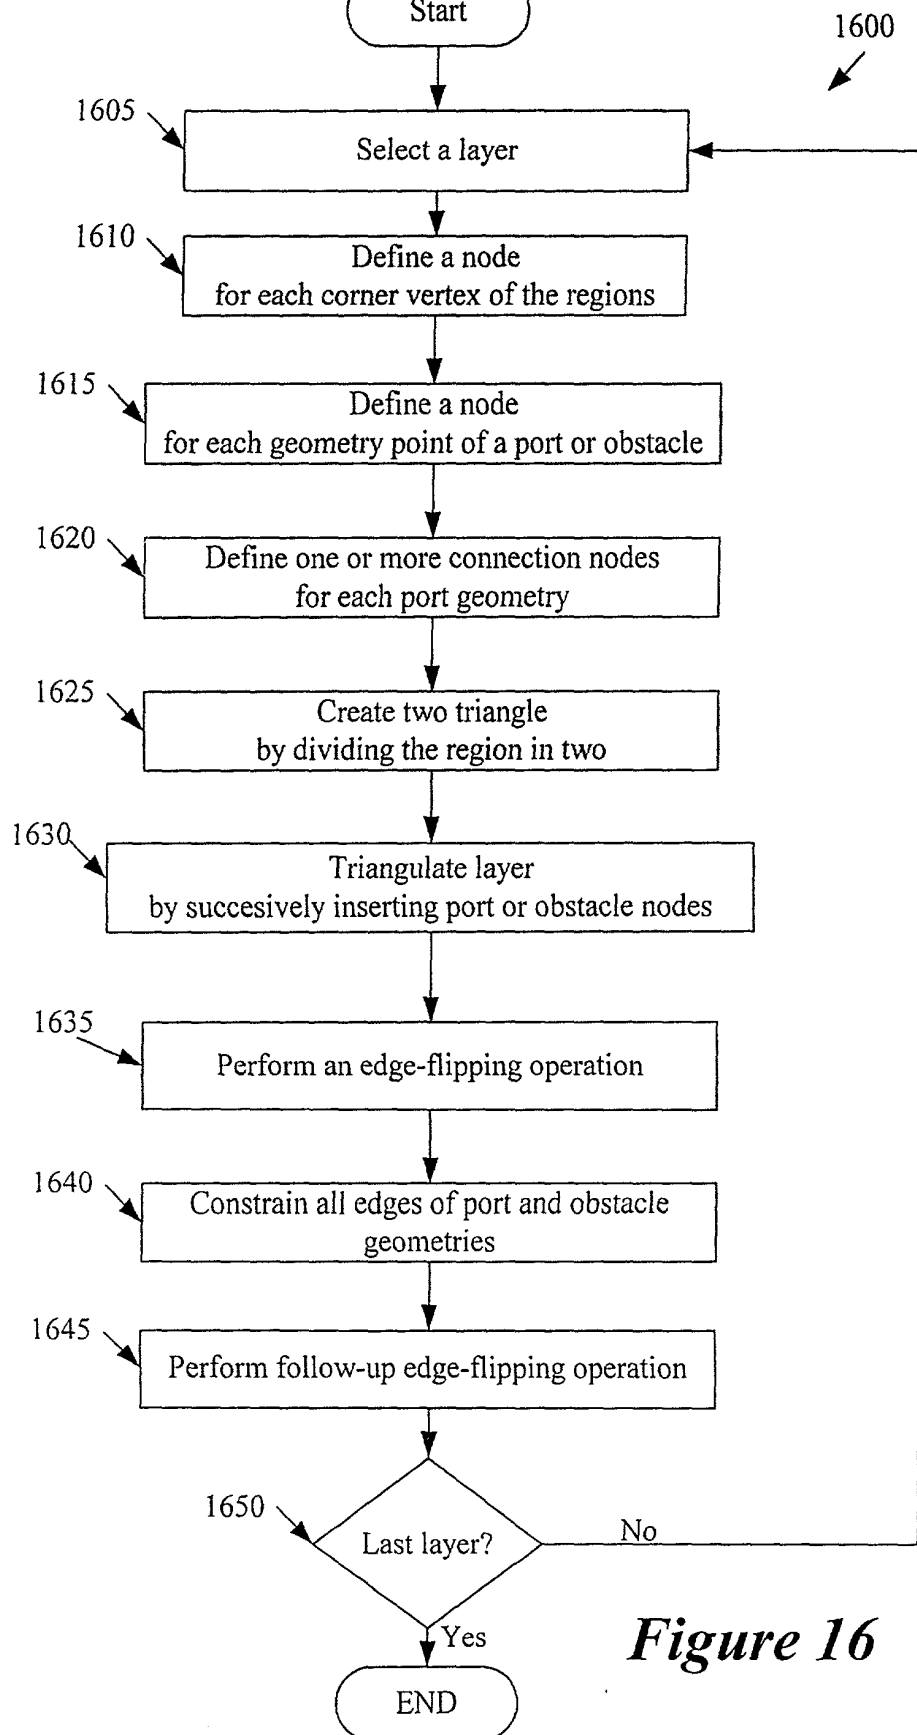 Start
1600
1605
Select a layer
1610
Define a node
for each corner vertex of the regions
1615
Define a node
for each geometry point of a port or obstacle
1620
Define one or more connection nodes
for each port geometry
1625
Create two triangle
by dividing the region in two
1630
Triangulate layer
by succesively inserting port or obstacle nodes
1635
Perform an edge-flipping operation
1640
Constrain all edges of port and obstacle
geometries
1645
Perform follow-up edge-flipping operation
1650
Last layer?
No
Yes
Figure 16
END